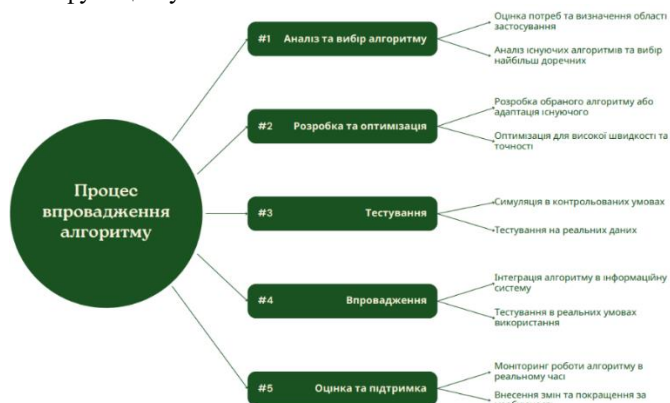 Процес
впровадження
алгоритму
#1 Аналіз та вибір алгоритму
Оцінка потреб та визначення області
застосування
Аналіз існуючих алгоритмів та вибір
найбільш доречних
#2 Розробка та оптимізація
Розробка обраного алгоритму або
адаптація існуючого
Оптимізація для високої швидкості та
точності
#3 Тестування
Симуляція в контрольованих умовах
Тестування на реальних даних
#4 Впровадження
Інтеграція алгоритму в інформаційну
систему
Тестування в реальних умовах
використання
#5 Оцінка та підтримка
Моніторинг роботи алгоритму в
реальному часі
Внесення змін та покращення за